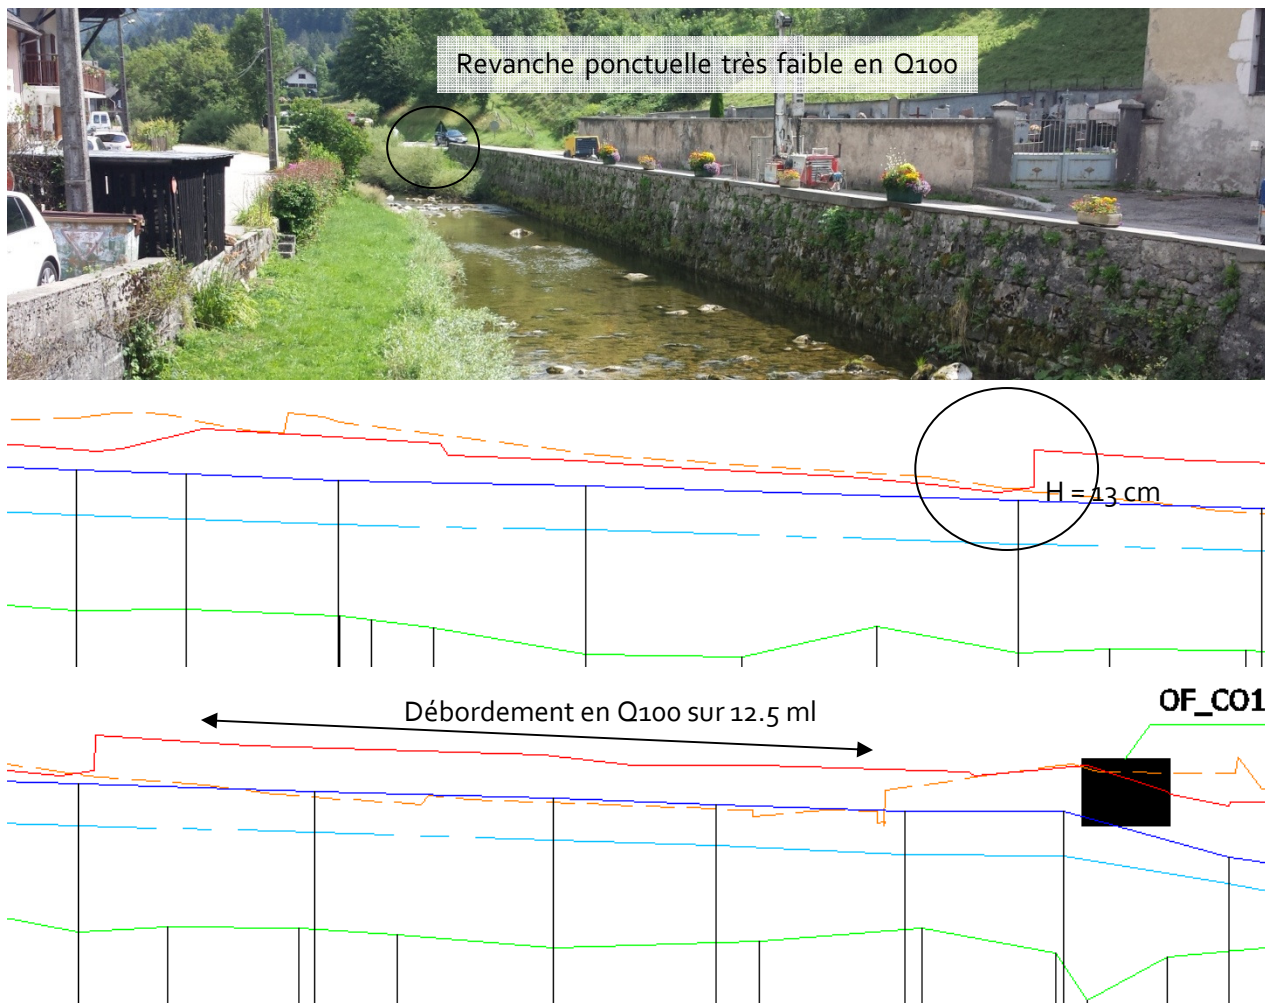 Revanche ponctuelle très faible en Q100
H = 13 cm
Débordement en Q100 sur 12.5 ml
OF_CO1